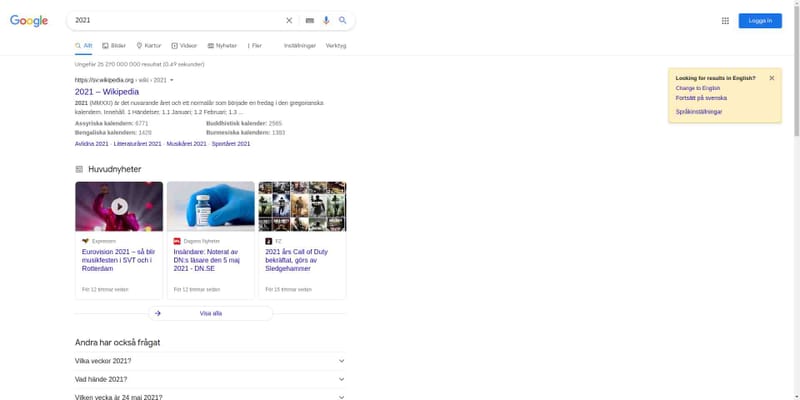 Google
2021
Logga in
Allt
Bilder
Kartor
Videor
Nyheter
Fler
Inställningar
Verktyg
Ungefär 25 270 000 000 resultat (0,49 sekunder)
https://sv.wikipedia.org › wiki › 2021
2021 – Wikipedia
2021 (MMXXI) är det nuvarande året och ett normalår som började en fredag i den gregorianska
kalendern. Innehåll. 1 Händelser. 1.1 Januari; 1.2 Februari; 1.3 ...
Assyriska kalendern: 6771
Buddhistisk kalender: 2565
Bengaliska kalendern: 1428
Burmesiska kalendern: 1383
Avlidna 2021 · Litteraturåret 2021 · Musikåret 2021 · Sportåret 2021
Looking for results in English?
Change to English
Fortsätt på svenska
Språkinställningar
Huvudnyheter
Expressen
Eurovision 2021 – så blir
musikfesten i SVT och i
Rotterdam
För 12 timmar sedan
Dagens Nyheter
Insändare: Noterat av
DN:s läsare den 5 maj
2021 - DN.SE
För 12 timmar sedan
FZ
2021 års Call of Duty
bekräftat, görs av
Sledgehammer
För 15 timmar sedan
Visa alla
Andra har också frågat
Vilka veckor 2021?
Vad hände 2021?
Vilken vecka är 24 maj 2021?